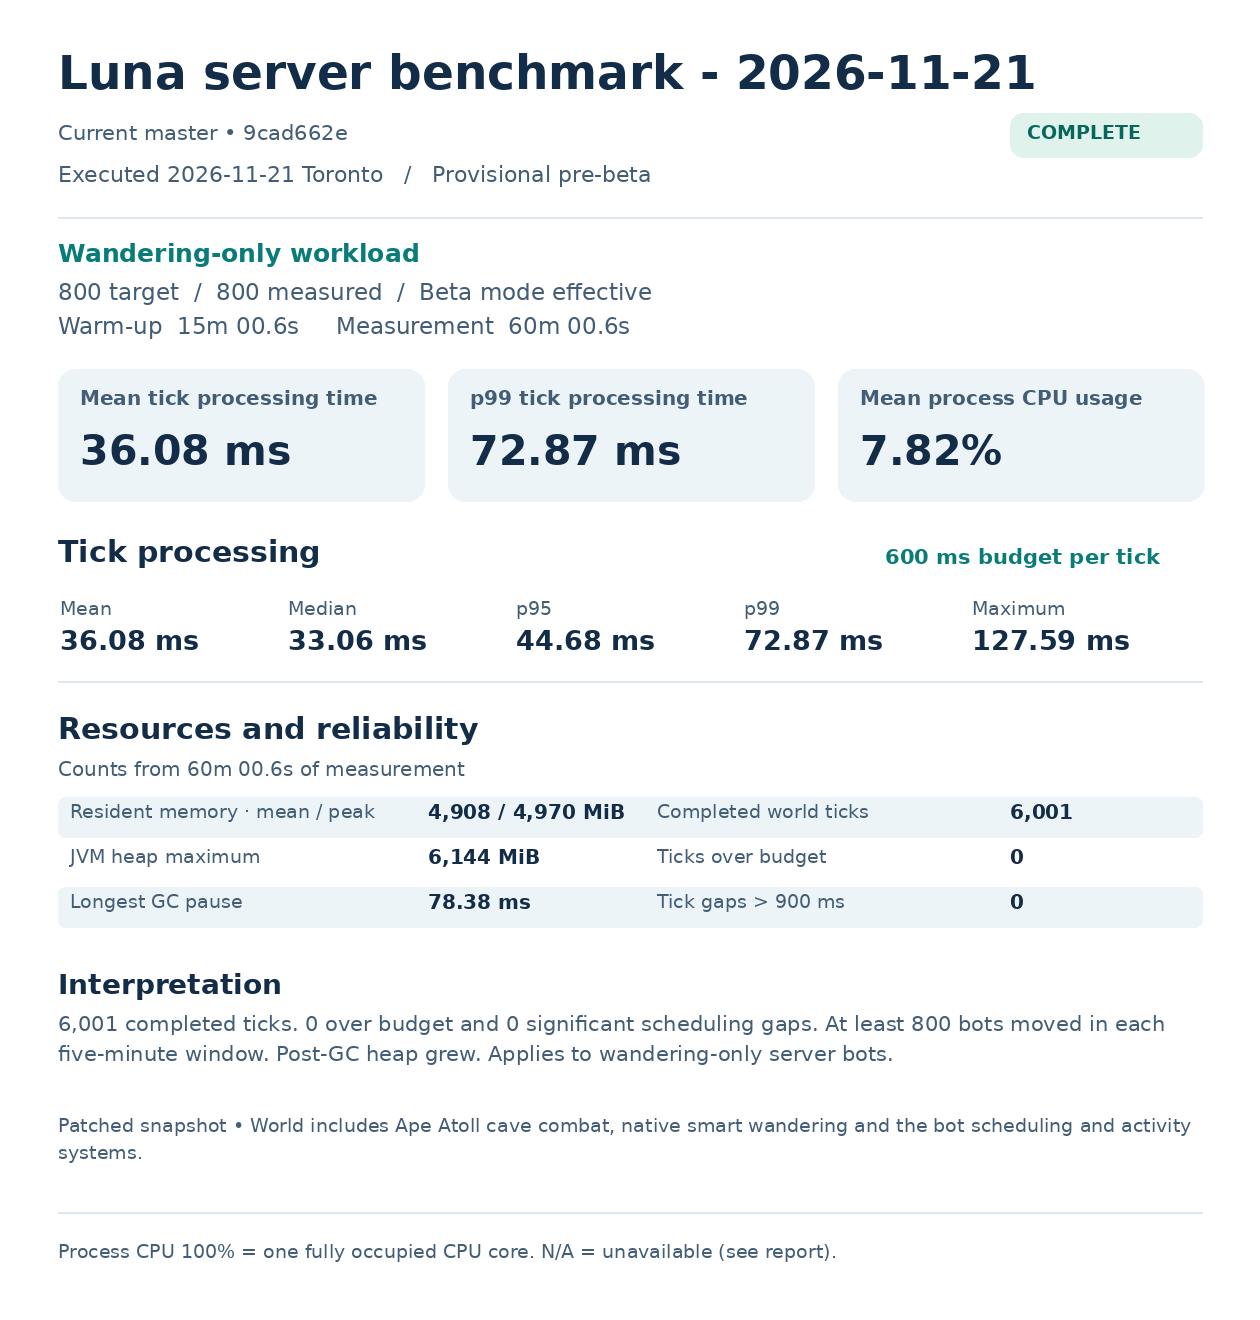 Luna server benchmark - 2026-11-21
Current master • 9cad662e
COMPLETE
Executed 2026-11-21 Toronto / Provisional pre-beta
Wandering-only workload
800 target / 800 measured / Beta mode effective
Warm-up 15m 00.6s Measurement 60m 00.6s
Mean tick processing time
36.08 ms
p99 tick processing time
72.87 ms
Mean process CPU usage
7.82%
Tick processing
600 ms budget per tick
Mean
36.08 ms
Median
33.06 ms
p95
44.68 ms
p99
72.87 ms
Maximum
127.59 ms
Resources and reliability
Counts from 60m 00.6s of measurement
Resident memory · mean / peak 4,908 / 4,970 MiB Completed world ticks 6,001
JVM heap maximum 6,144 MiB Ticks over budget 0
Longest GC pause 78.38 ms Tick gaps > 900 ms 0
Interpretation
6,001 completed ticks. 0 over budget and 0 significant scheduling gaps. At least 800 bots moved in each
five-minute window. Post-GC heap grew. Applies to wandering-only server bots.
Patched snapshot • World includes Ape Atoll cave combat, native smart wandering and the bot scheduling and activity
systems.
Process CPU 100% = one fully occupied CPU core. N/A = unavailable (see report).